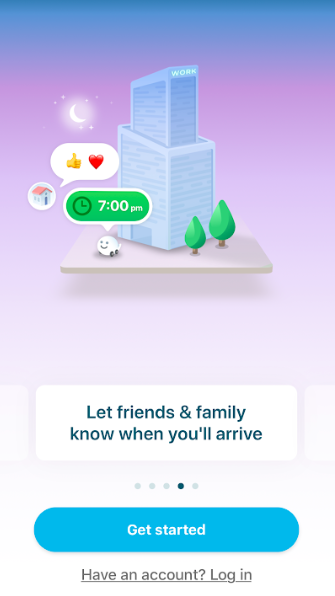 WORK
7:00 pm
Let friends & family
know when you'll arrive
Get started
Have an account? Log in